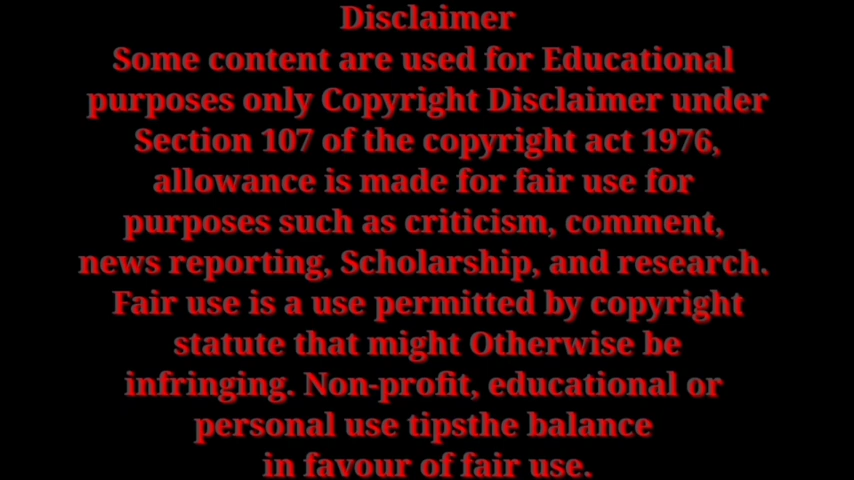 Disclaimer
Some content are used for Educational
purposes only Copyright Disclaimer under
Section 107 of the copyright act 1976,
allowance is made for fair use for
purposes such as criticism, comment,
news reporting, Scholarship, and research.
Fair use is a use permitted by copyright
statute that might Otherwise be
infringing. Non-profit, educational or
personal use tipsthe balance
in favour of fair use.